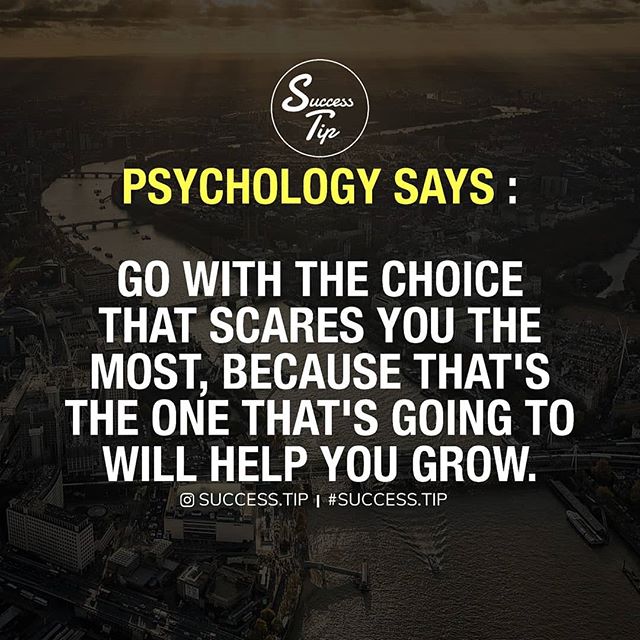 Success
Tip
PSYCHOLOGY SAYS :
GO WITH THE CHOICE
THAT SCARES YOU THE
MOST, BECAUSE THAT'S
THE ONE THAT'S GOING TO
WILL HELP YOU GROW.
SUCCESS.TIP | #SUCCESS.TIP